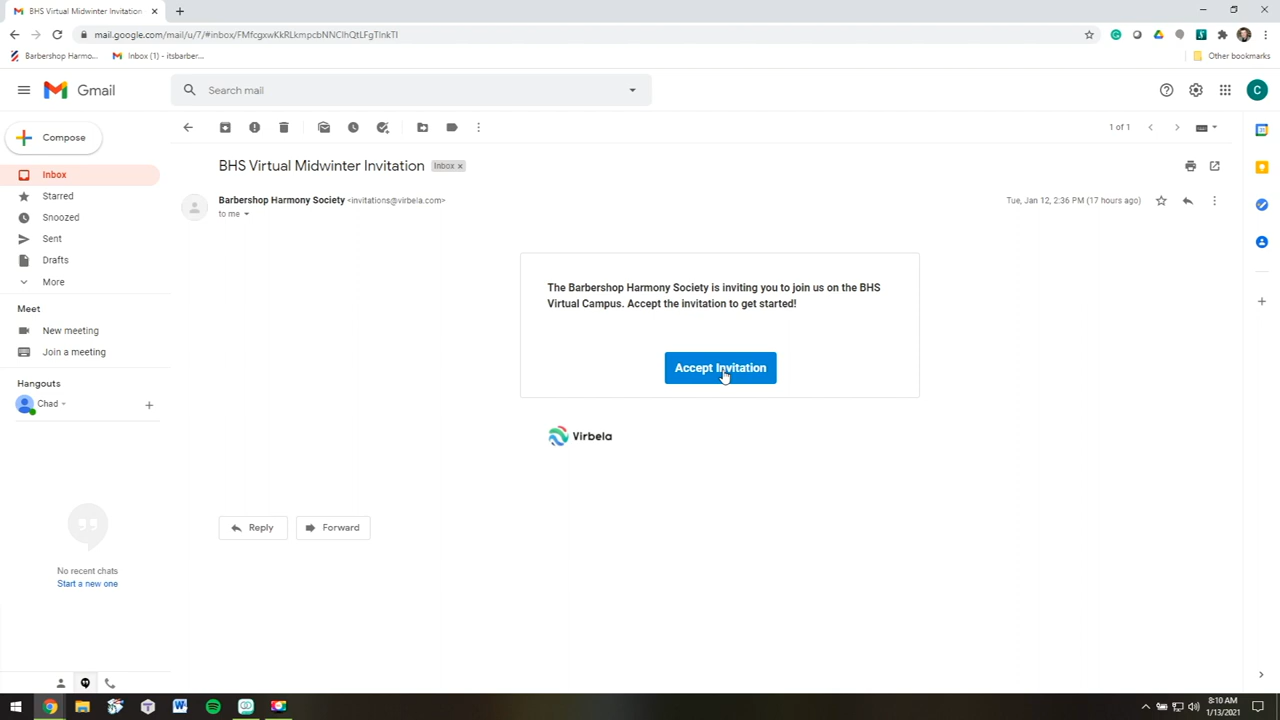 BHS Virtual Midwinter Invitation
mail.google.com/mail/u/7/#inbox/FMfcgxwKkRLkmpcbNNClhQtLFgTlnkTl
Barbershop Harmo...
Inbox (1) - itsbarber...
Other bookmarks
Gmail
Search mail
C
Compose
1 of 1
Inbox
Starred
Snoozed
Sent
Drafts
More
Meet
New meeting
Join a meeting
Hangouts
Chad
No recent chats
Start a new one
BHS Virtual Midwinter Invitation
Inbox x
Barbershop Harmony Society <invitations@virbela.com>
to me
Tue, Jan 12, 2:36 PM (17 hours ago)
The Barbershop Harmony Society is inviting you to join us on the BHS
Virtual Campus. Accept the invitation to get started!
Accept Invitation
Virbela
Reply
Forward
8:10 AM
1/13/2021